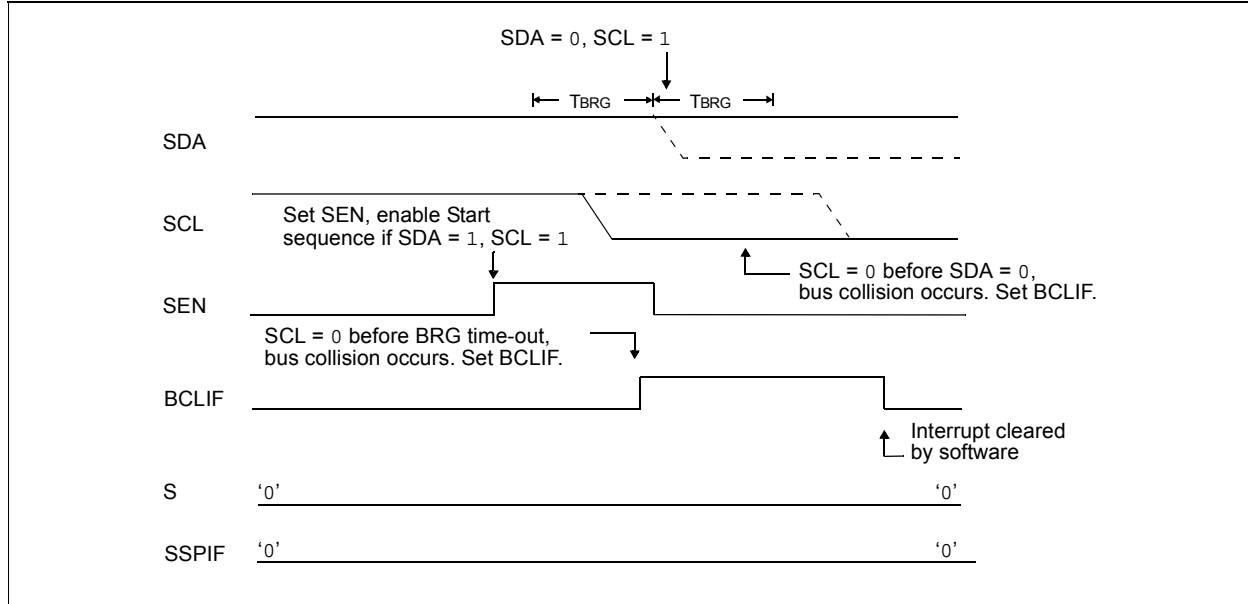 SDA = 0, SCL = 1
TBRG TBRG
SDA
SCL
Set SEN, enable Start
sequence if SDA = 1, SCL = 1
SCL = 0 before SDA = 0,
bus collision occurs. Set BCLIF.
SEN
SCL = 0 before BRG time-out,
bus collision occurs. Set BCLIF.
BCLIF
Interrupt cleared
by software
S ‘0’ ‘0’
SSPIF ‘0’ ‘0’